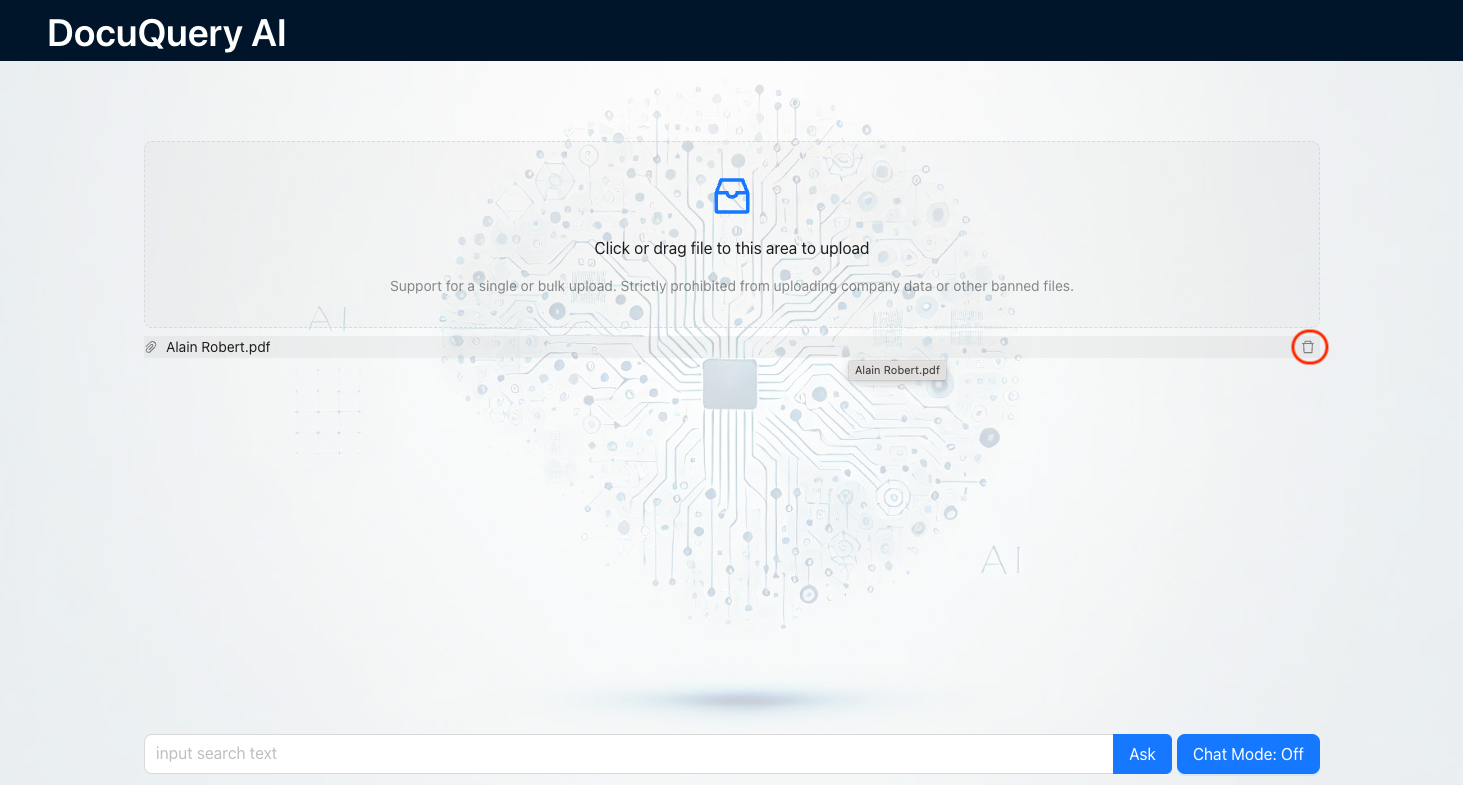 DocuQuery AI
Click or drag file to this area to upload
Support for a single or bulk upload. Strictly prohibited from uploading company data or other banned files.
AI
Alain Robert.pdf
Alain Robert.pdf
AI
input search text
Ask
Chat Mode: Off